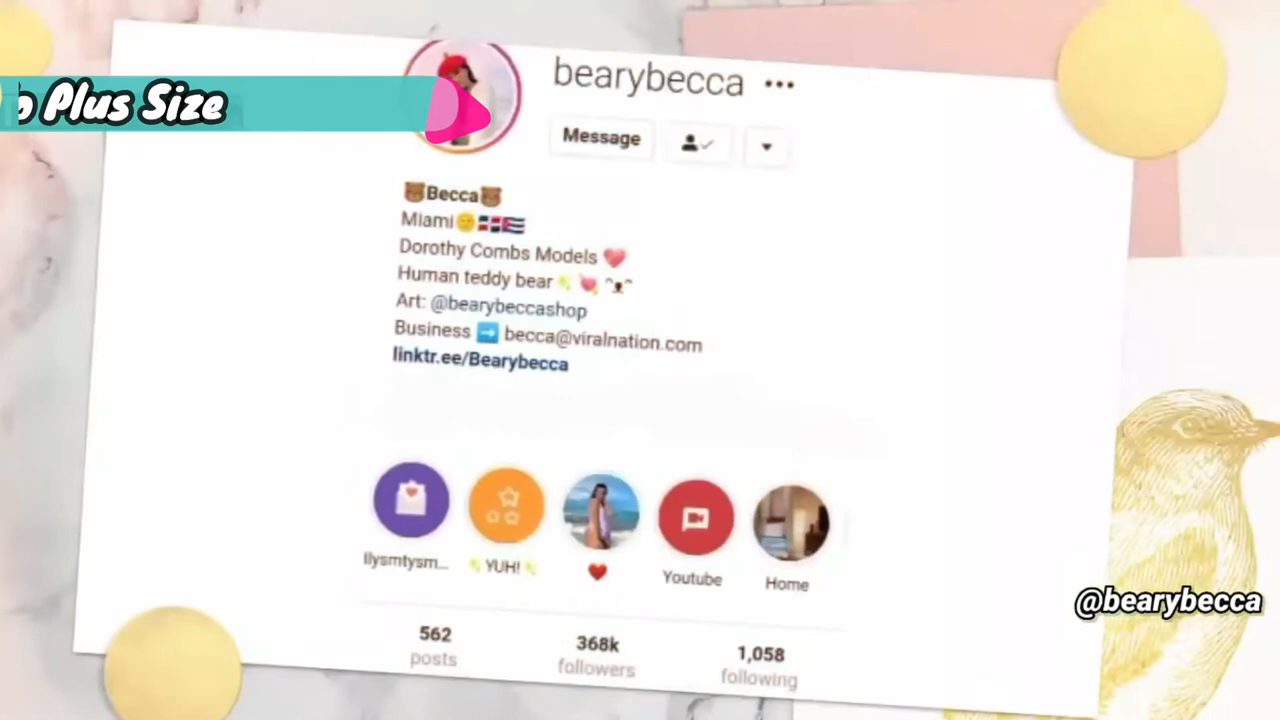 Plus Size
bearybecca
Message
Becca
Miami
Dorothy Combs Models
Human teddy bear
Art: @bearybeccashop
Business ➡️ becca@viralnation.com
linktr.ee/Bearybecca
llysmtysm... YUH! Youtube Home
562 368k 1,058
posts followers following
@bearybecca